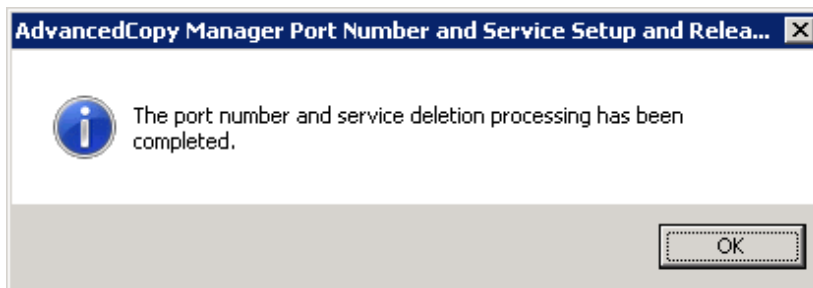 AdvancedCopy Manager Port Number and Service Setup and Relea...
The port number and service deletion processing has been
completed.
OK